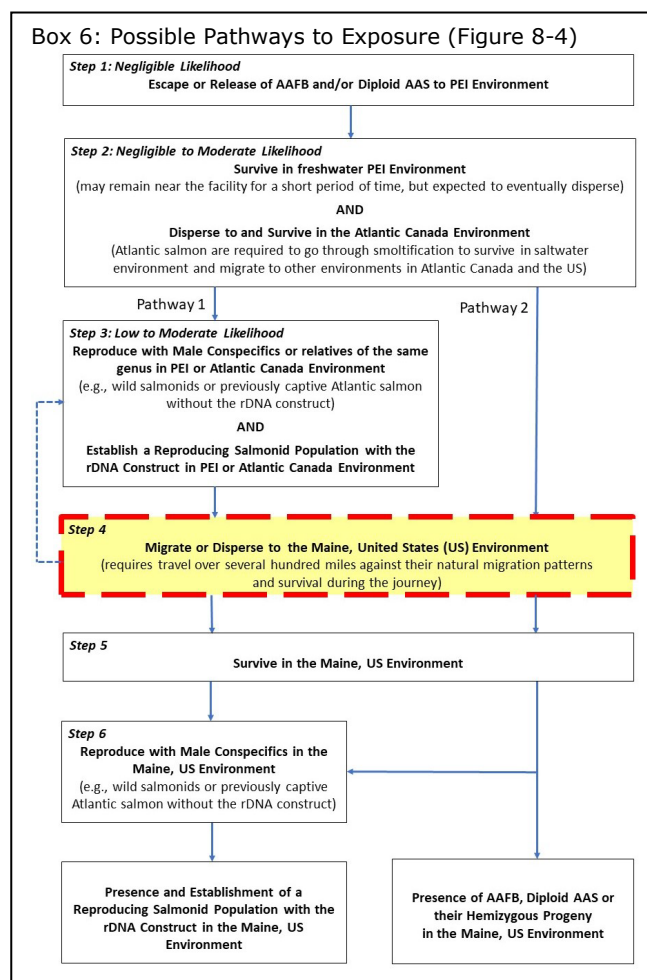 Box 6: Possible Pathways to Exposure (Figure 8-4)
Step 1: Negligible Likelihood
Escape or Release of AAFB and/or Diploid AAS to PEI Environment
Step 2: Negligible to Moderate Likelihood
Survive in freshwater PEI Environment
(may remain near the facility for a short period of time, but expected to eventually disperse)
AND
Disperse to and Survive in the Atlantic Canada Environment
(Atlantic salmon are required to go through smoltification to survive in saltwater
environment and migrate to other environments in Atlantic Canada and the US)
Pathway 1
Pathway 2
Step 3: Low to Moderate Likelihood
Reproduce with Male Conspecifics or relatives of the same
genus in PEI or Atlantic Canada Environment
(e.g., wild salmonids or previously captive Atlantic salmon
without the rDNA construct)
AND
Establish a Reproducing Salmonid Population with the
rDNA Construct in PEI or Atlantic Canada Environment
Step 4
Migrate or Disperse to the Maine, United States (US) Environment
(requires travel over several hundred miles against their natural migration patterns
and survival during the journey)
Step 5
Survive in the Maine, US Environment
Step 6
Reproduce with Male Conspecifics in the
Maine, US Environment
(e.g., wild salmonids or previously captive
Atlantic salmon without the rDNA construct)
Presence and Establishment of a
Reproducing Salmonid Population with the
rDNA Construct in the Maine, US
Environment
Presence of AAFB, Diploid AAS or
their Hemizygous Progeny
in the Maine, US Environment